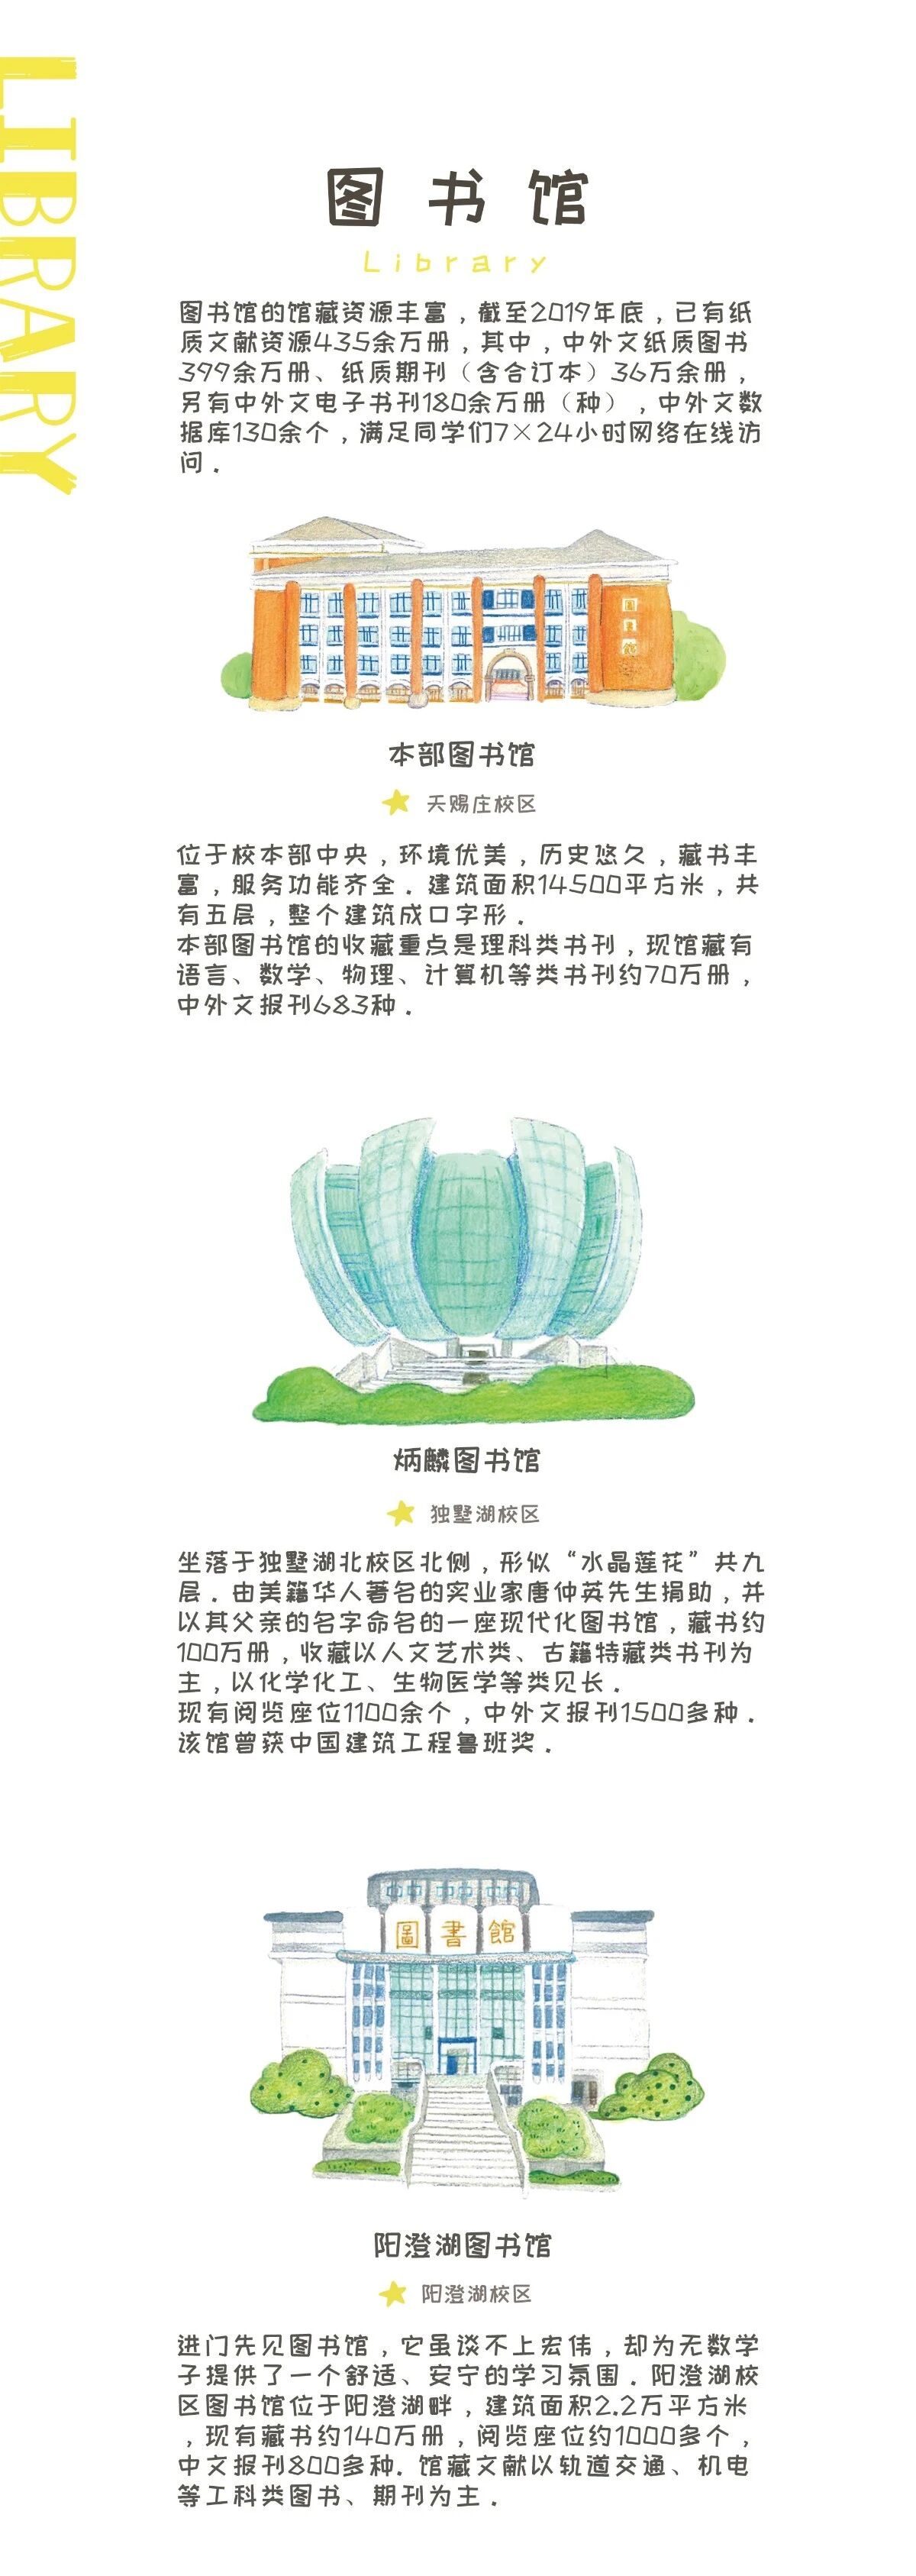 LIBRARY
图书馆
Library
图书馆的馆藏资源丰富，截至2019年底，已有纸
质文献资源435余万册，其中，中外文纸质图书
399余万册、纸质期刊（含合订本）36万余册，
另有中外文电子书刊180余万册（种），中外文数
据库130余个，满足同学们7×24小时网络在线访
问．
本部图书馆
天赐庄校区
位于校本部中央，环境优美，历史悠久，藏书丰
富，服务功能齐全．建筑面积14500平方米，共
有五层，整个建筑成口字形．
本部图书馆的收藏重点是理科类书刊，现馆藏有
语言、数学、物理、计算机等类书刊约70万册，
中外文报刊683种．
炳麟图书馆
独墅湖校区
坐落于独墅湖北校区北侧，形似“水晶莲花”共九
层．由美籍华人著名的实业家唐仲英先生捐助，并
以其父亲的名字命名的一座现代化图书馆，藏书约
100万册，收藏以人文艺术类、古籍特藏类书刊为
主，以化学化工、生物医学等类见长．
现有阅览座位1100余个，中外文报刊1500多种．
该馆曾获中国建筑工程鲁班奖．
圖書館
阳澄湖图书馆
阳澄湖校区
进门先见图书馆，它虽谈不上宏伟，却为无数学
子提供了一个舒适、安宁的学习氛围．阳澄湖校
区图书馆位于阳澄湖畔，建筑面积2.2万平方米
，现有藏书约140万册，阅览座位约1000多个，
中文报刊800多种．馆藏文献以轨道交通、机电
等工科类图书、期刊为主．